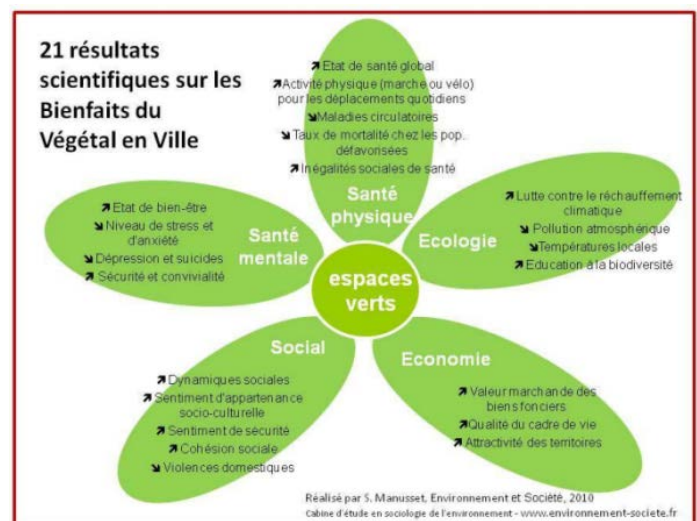 21 résultats
scientifiques sur les
Bienfaits du
Végétal en Ville
↗Etat de santé global
↗Activité physique (marche ou vélo)
pour les déplacements quotidiens
↘Maladies circulatoires
↘Taux de mortalité chez les pop.
défavorisées
↗Inégalités sociales de santé
Santé
physique
↗Etat de bien-être
↘Niveau de stress et
d'anxiété
↘Dépression et suicides
↗Sécurité et convivialité
Santé
mentale
↗Lutte contre le réchauffement
climatique
↘Pollution atmosphérique
↘Températures locales
↗Education à la biodiversité
Ecologie
espaces
verts
Social
↗Dynamiques sociales
↗Sentiment d'appartenance
socio-culturelle
↗Sentiment de sécurité
↗Cohésion sociale
↘Violences domestiques
Economie
↗Valeur marchande des
biens fonciers
↗Qualité du cadre de vie
↗Attractivité des territoires
Réalisé par S. Manusset, Environnement et Société, 2010
Cabine d'étude en sociologie de l'environnement - www.environnement-societe.fr